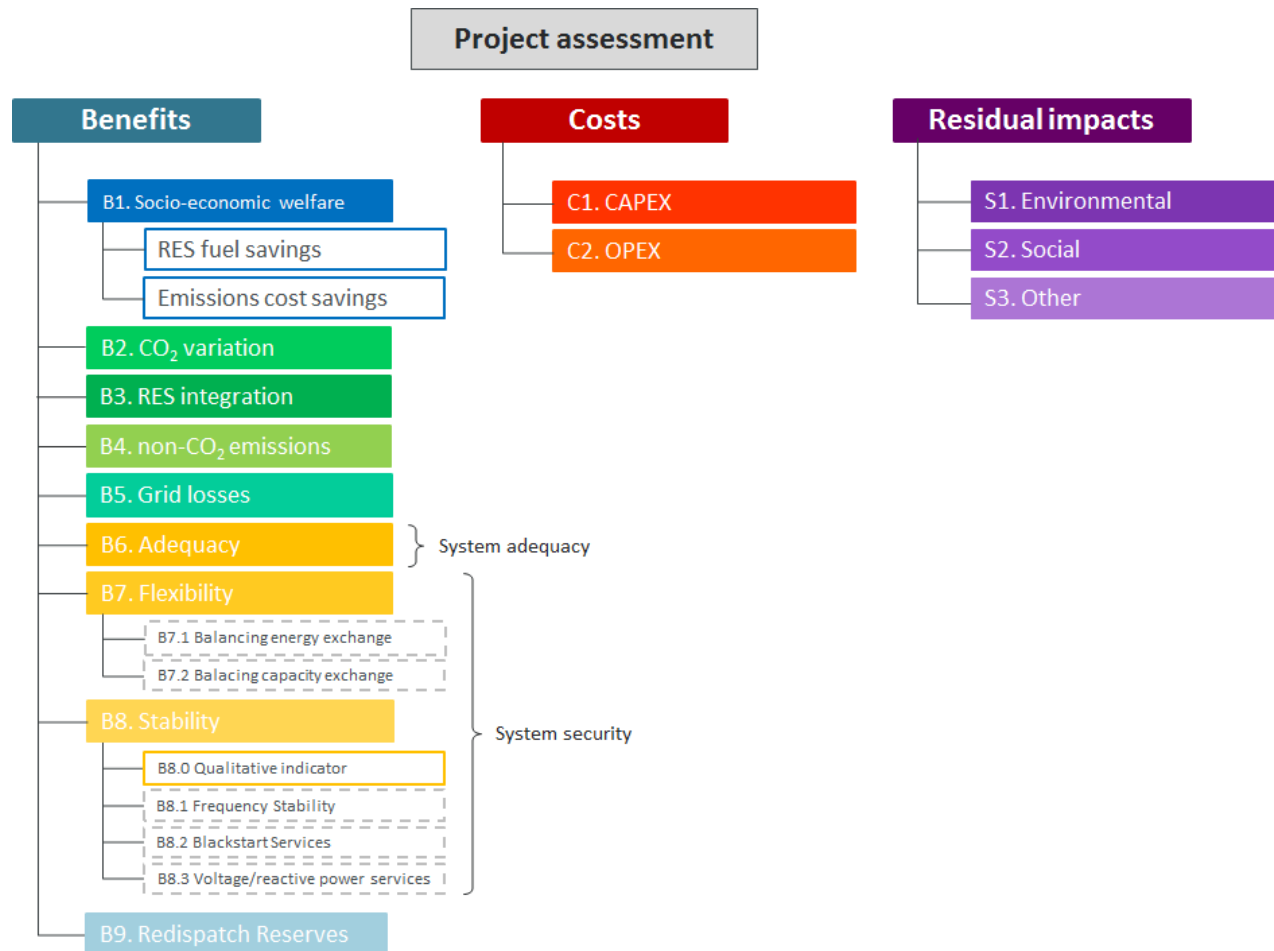 Project assessment
Benefits
B1. Socio-economic welfare
RES fuel savings
Emissions cost savings
B2. CO₂ variation
B3. RES integration
B4. non-CO₂ emissions
B5. Grid losses
B6. Adequacy
System adequacy
B7. Flexibility
B7.1 Balancing energy exchange
B7.2 Balacing capacity exchange
B8. Stability
System security
B8.0 Qualitative indicator
B8.1 Frequency Stability
B8.2 Blackstart Services
B8.3 Voltage/reactive power services
B9. Redispatch Reserves
Costs
C1. CAPEX
C2. OPEX
Residual impacts
S1. Environmental
S2. Social
S3. Other